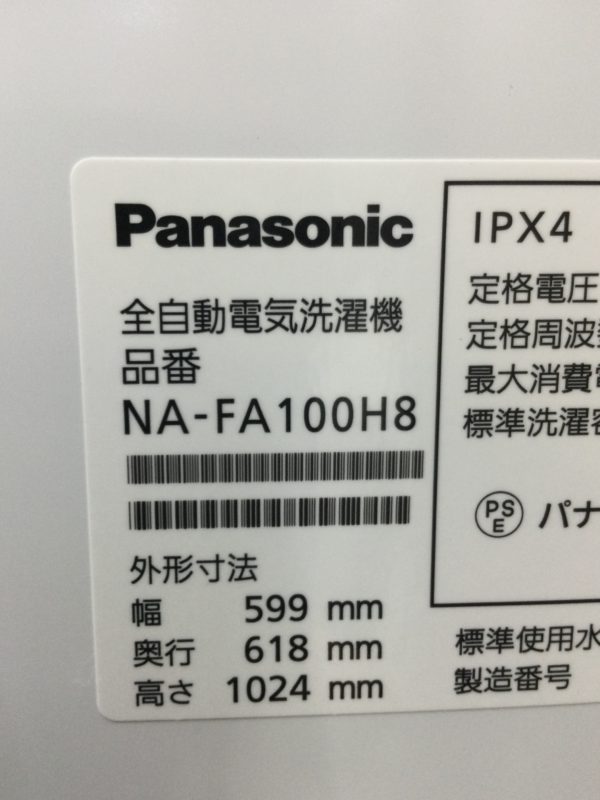 Panasonic
全自動電気洗濯機
品番
NA-FA100H8
外形寸法
幅 599 mm
奥行 618 mm
高さ 1024 mm
IPX4
定格電圧
定格周波
最大消費
標準洗濯
PS
E
パナ
標準使用水
製造番号